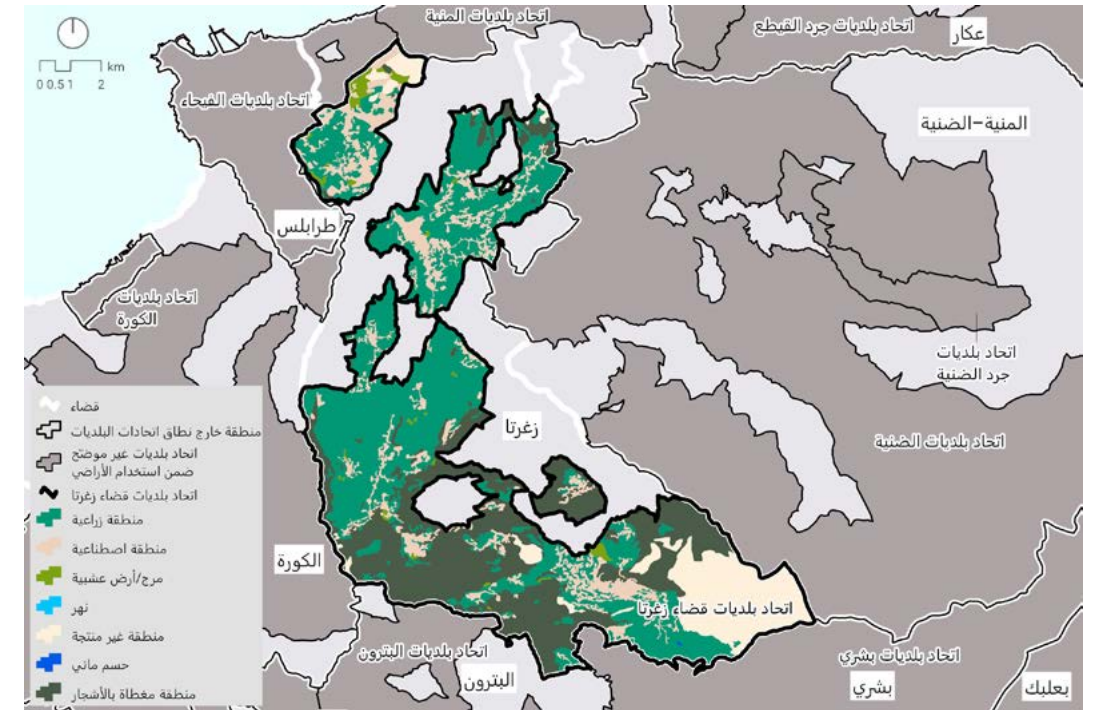 اتحاد بلديات المنية
اتحاد بلديات جرد القيطع
عكار
km
0 0.5 1 2
اتحاد بلديات الفيحاء
المنية-الضنية
طرابلس
اتحاد بلديات
الكورة
اتحاد بلديات
جرد الضنية
زغرتا
اتحاد بلديات الضنية
الكورة
اتحاد بلديات قضاء زغرتا
اتحاد بلديات البترون
البترون
اتحاد بلديات بشري
بشري
بعلبك
قضاء
منطقة خارج نطاق اتحادات البلديات
اتحاد بلديات غير موضح
ضمن استخدام الأراضي
اتحاد بلديات قضاء زغرتا
منطقة زراعية
منطقة اصطناعية
مرج/أرض عشبية
نهر
منطقة غير منتجة
جسم مائي
منطقة مغطاة بالأشجار